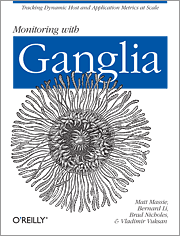 Tracking Dynamic Host and Application Metrics at Scale
Monitoring with
Ganglia
O'REILLY®
Matt Massie,
Bernard Li,
Brad Nicholes,
& Vladimir Vuksan